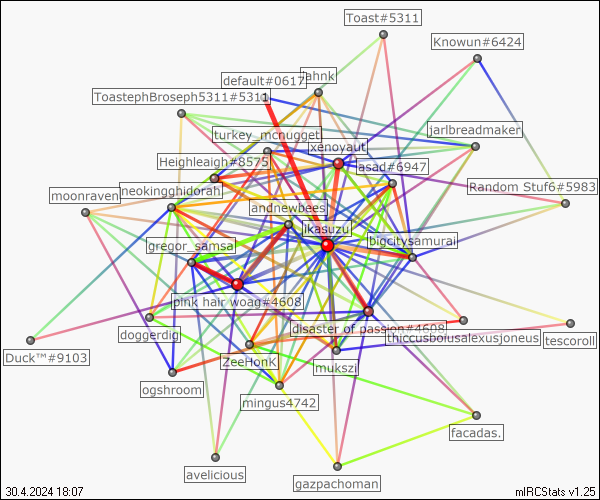 Toast#5311
Knowun#6424
default#0617
ahnk
ToastephBroseph5311#5311
turkey_mcnugget
jarlbreadmaker
xenoyaut
Heighleaigh#8575
asad#6947
moonraven
neokingghidorah
Random Stuf6#5983
andnewbees
ikasuzu
gregor_samsa
bigcitysamurai
pink hair woag#4608
disaster of passion#4608
doggerdig
thiccusboiusalexusjoneus
tescoroll
Duck™#9103
ZeeHonk
mukszi
ogshroom
mingus4742
facadas.
avelicious
gazpachoman
30.4.2024 18:07
mIRCStats v1.25